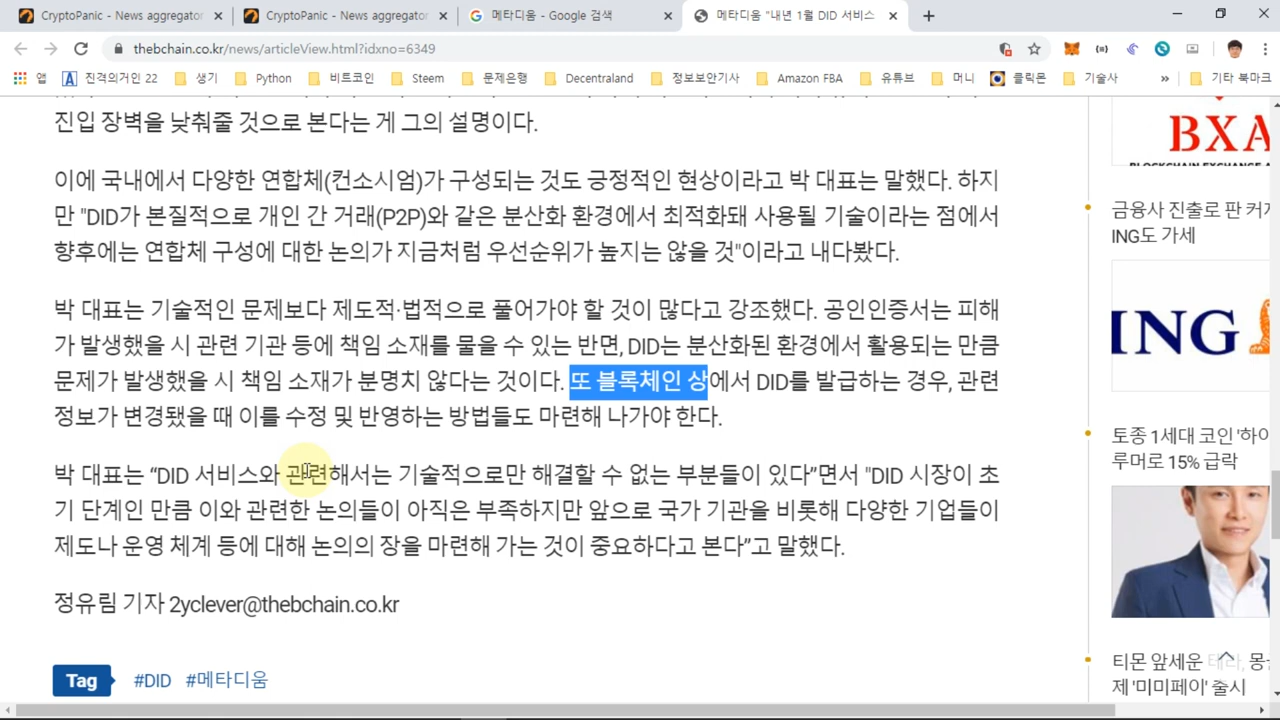 CryptoPanic - News aggregator
CryptoPanic - News aggregator
메타디움 - Google 검색
메타디움 "내년 1월 DID 서비스
thebchain.co.kr/news/articleView.html?idxno=6349
앱 진격의거인 22 생기 Python 비트코인 Steem 문제은행 Decentraland 정보보안기사 Amazon FBA 유튜브 머니 클릭몬 기술사 » 기타 북마크
진입 장벽을 낮춰줄 것으로 본다는 게 그의 설명이다.
이에 국내에서 다양한 연합체(컨소시엄)가 구성되는 것도 긍정적인 현상이라고 박 대표는 말했다. 하지
만 "DID가 본질적으로 개인 간 거래(P2P)와 같은 분산화 환경에서 최적화돼 사용될 기술이라는 점에서
향후에는 연합체 구성에 대한 논의가 지금처럼 우선순위가 높지는 않을 것"이라고 내다봤다.
박 대표는 기술적인 문제보다 제도적·법적으로 풀어가야 할 것이 많다고 강조했다. 공인인증서는 피해
가 발생했을 시 관련 기관 등에 책임 소재를 물을 수 있는 반면, DID는 분산화된 환경에서 활용되는 만큼
문제가 발생했을 시 책임 소재가 분명치 않다는 것이다. 또 블록체인 상에서 DID를 발급하는 경우, 관련
정보가 변경됐을 때 이를 수정 및 반영하는 방법들도 마련해 나가야 한다.
박 대표는 “DID 서비스와 관련해서는 기술적으로만 해결할 수 없는 부분들이 있다”면서 "DID 시장이 초
기 단계인 만큼 이와 관련한 논의들이 아직은 부족하지만 앞으로 국가 기관을 비롯해 다양한 기업들이
제도나 운영 체계 등에 대해 논의의 장을 마련해 가는 것이 중요하다고 본다”고 말했다.
정유림 기자 2yclever@thebchain.co.kr
Tag #DID #메타디움
BXA
금융사 진출로 판 커지
ING도 가세
ING
토종 1세대 코인 '하이
루머로 15% 급락
티몬 앞세운 테라, 몽골
제 '미미페이' 출시